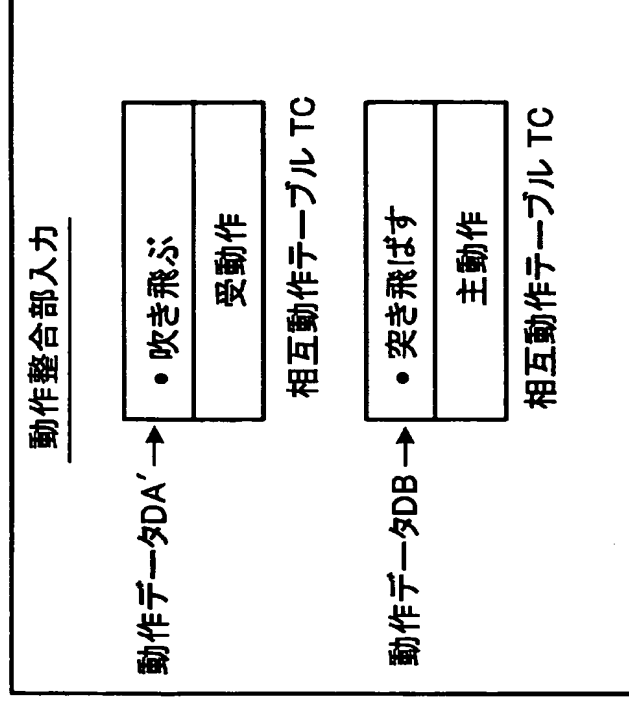 動作整合部入力
動作データDA′→
・吹き飛ぶ
受動作
相互動作テーブル TC
動作データDB→
・突き飛ばす
主動作
相互動作テーブル TC